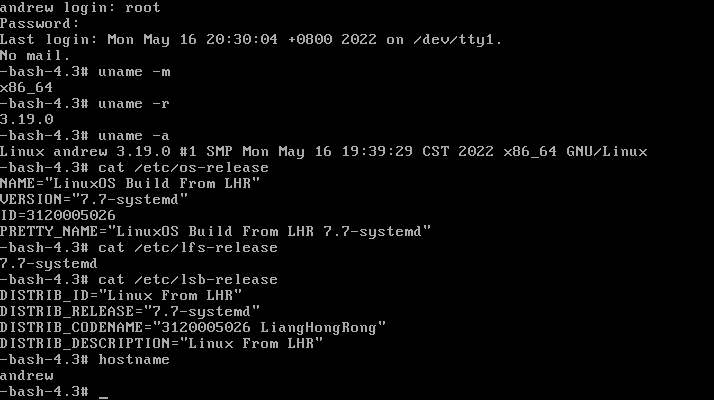 andrew login: root
Password:
Last login: Mon May 16 20:30:04 +0800 2022 on /dev/tty1.
No mail.
-bash-4.3# uname -m
x86_64
-bash-4.3# uname -r
3.19.0
-bash-4.3# uname -a
Linux andrew 3.19.0 #1 SMP Mon May 16 19:39:29 CST 2022 x86_64 GNU/Linux
-bash-4.3# cat /etc/os-release
NAME="LinuxOS Build From LHR"
VERSION="7.7-systemd"
ID=3120005026
PRETTY_NAME="LinuxOS Build From LHR 7.7-systemd"
-bash-4.3# cat /etc/lfs-release
7.7-systemd
-bash-4.3# cat /etc/lsb-release
DISTRIB_ID="Linux From LHR"
DISTRIB_RELEASE="7.7-systemd"
DISTRIB_CODENAME="3120005026 LiangHongRong"
DISTRIB_DESCRIPTION="Linux From LHR"
-bash-4.3# hostname
andrew
-bash-4.3# _